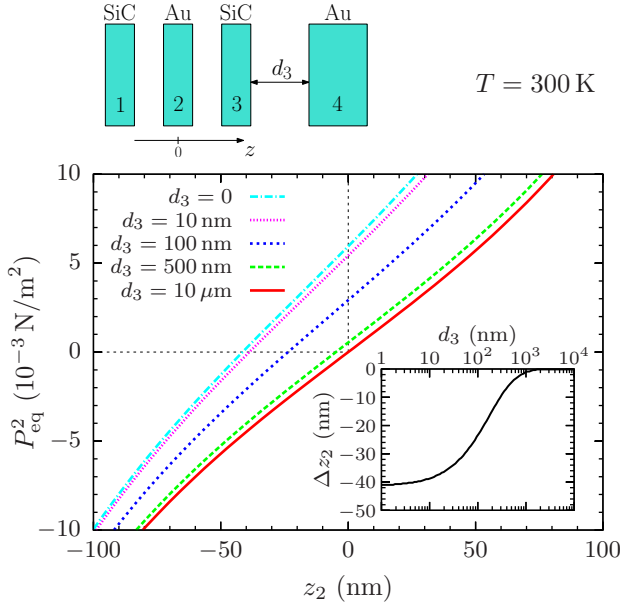 SiC Au SiC Au
d₃
T = 300 K
1 2 3 4
0 z
10
d₃ = 0
d₃ = 10 nm
d₃ = 100 nm
d₃ = 500 nm
d₃ = 10 μm
5
0
−5
−10
P²eq (10⁻³ N/m²)
d₃ (nm)
1 10 10² 10³ 10⁴
0
−10
−20
−30
−40
−50
Δz₂ (nm)
−100 −50 0 50 100
z₂ (nm)